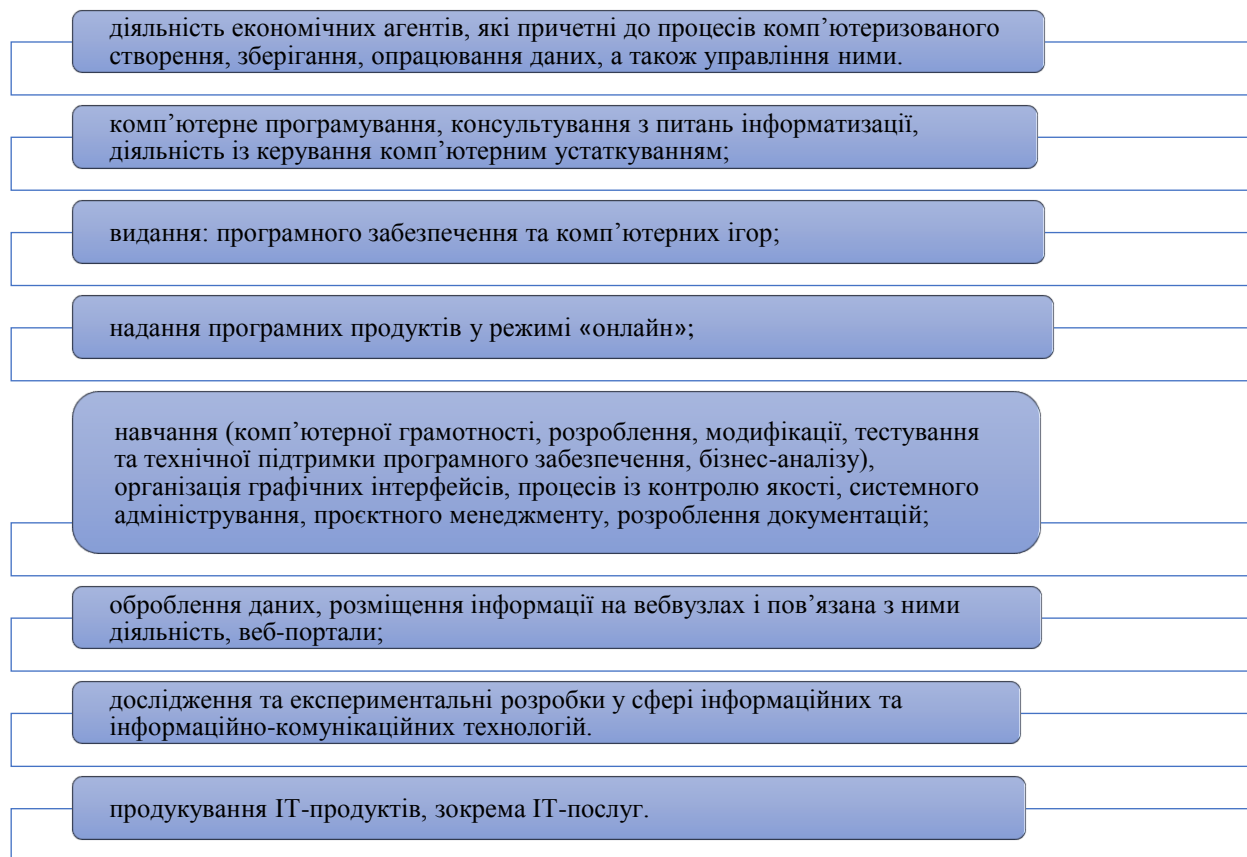 діяльність економічних агентів, які причетні до процесів комп’ютеризованого
створення, зберігання, опрацювання даних, а також управління ними.
комп’ютерне програмування, консультування з питань інформатизації,
діяльність із керування комп’ютерним устаткуванням;
видання: програмного забезпечення та комп’ютерних ігор;
надання програмних продуктів у режимі «онлайн»;
навчання (комп’ютерної грамотності, розроблення, модифікації, тестування
та технічної підтримки програмного забезпечення, бізнес-аналізу),
організація графічних інтерфейсів, процесів із контролю якості, системного
адміністрування, проєктного менеджменту, розроблення документацій;
оброблення даних, розміщення інформації на вебвузлах і пов’язана з ними
діяльність, веб-портали;
дослідження та експериментальні розробки у сфері інформаційних та
інформаційно-комунікаційних технологій.
продукування ІТ-продуктів, зокрема ІТ-послуг.